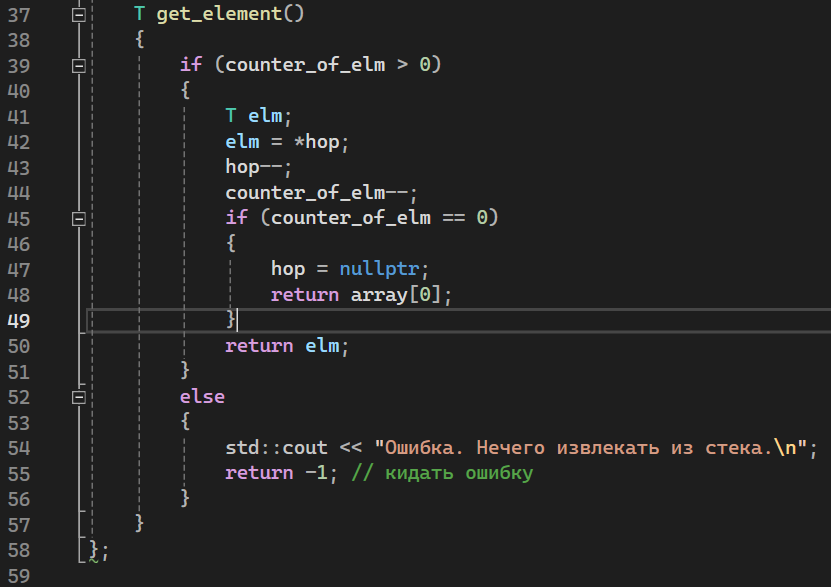 37 T get_element()
38 {
39 if (counter_of_elm > 0)
40 {
41 T elm;
42 elm = *hop;
43 hop--;
44 counter_of_elm--;
45 if (counter_of_elm == 0)
46 {
47 hop = nullptr;
48 return array[0];
49 }
50 return elm;
51 }
52 else
53 {
54 std::cout << "Ошибка. Нечего извлекать из стека.\n";
55 return -1; // кидать ошибку
56 }
57 }
58 };
59